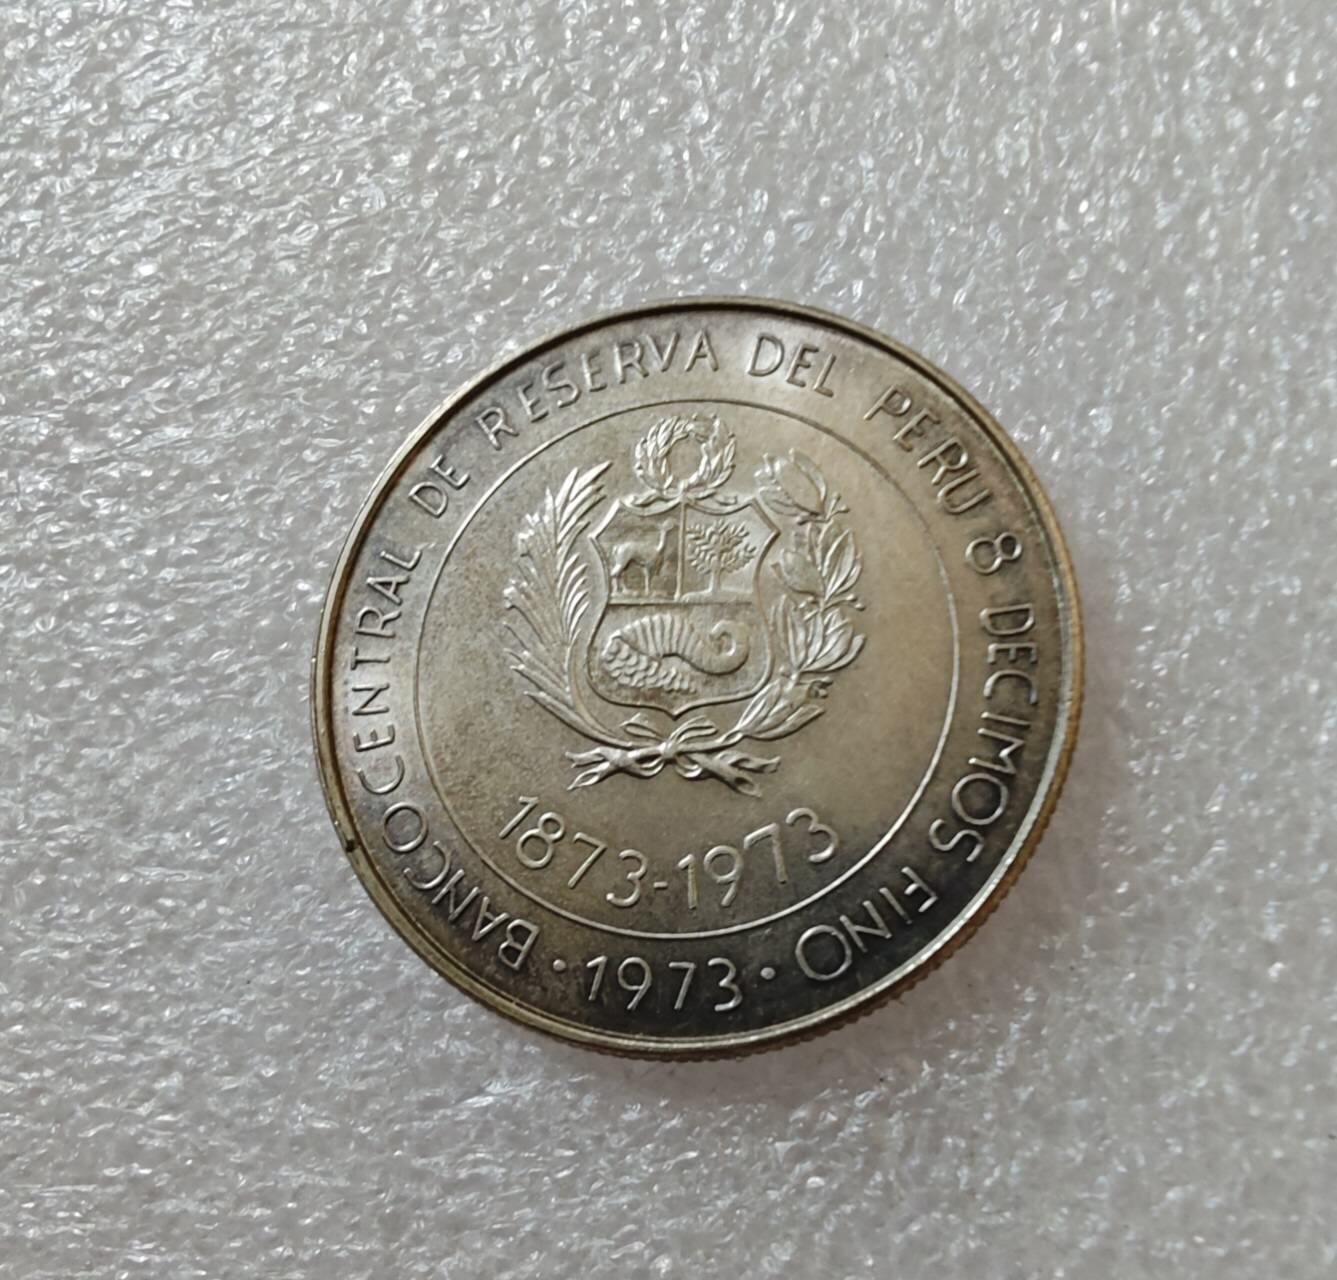 BANCO CENTRAL DE RESERVA DEL PERU 8 DECIMOS FINO
1873-1973
· 1973 ·